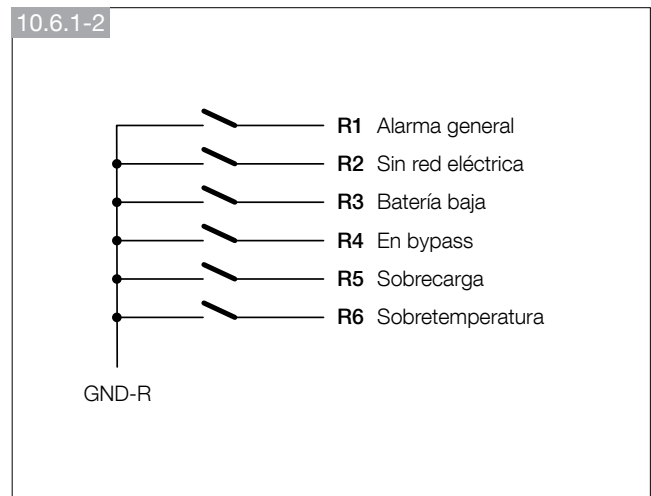 10.6.1-2
R1 Alarma general
R2 Sin red eléctrica
R3 Batería baja
R4 En bypass
R5 Sobrecarga
R6 Sobretemperatura
GND-R